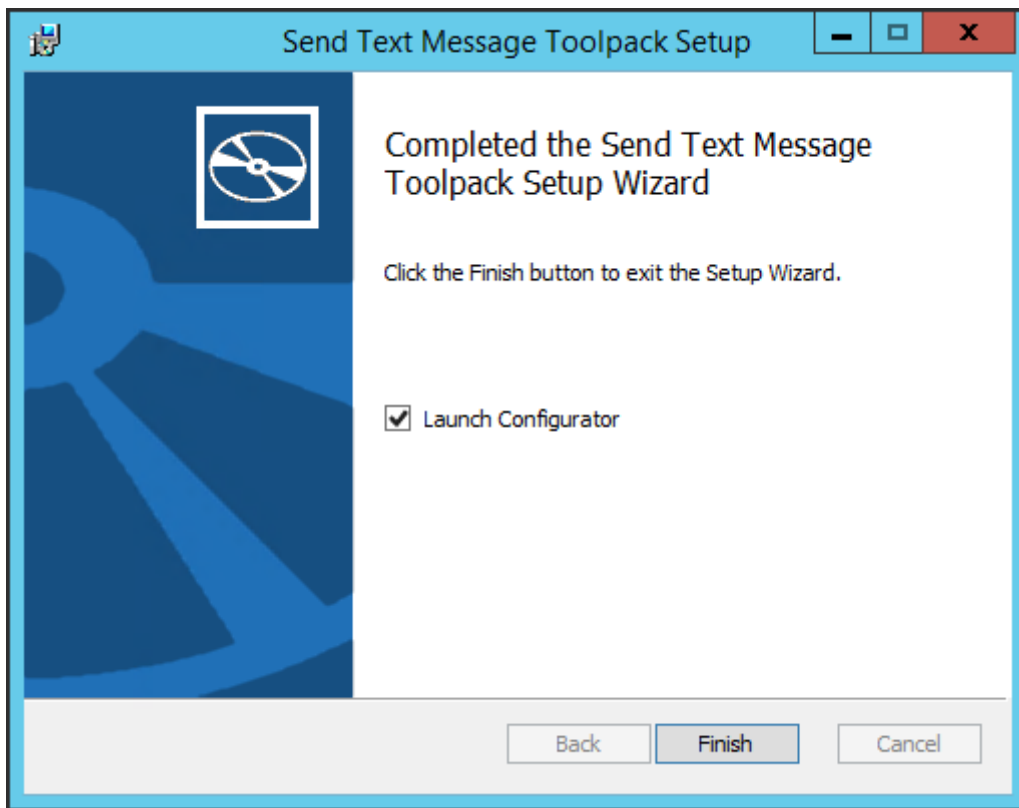 Send Text Message Toolpack Setup
Completed the Send Text Message
Toolpack Setup Wizard
Click the Finish button to exit the Setup Wizard.
Launch Configurator
Back Finish Cancel